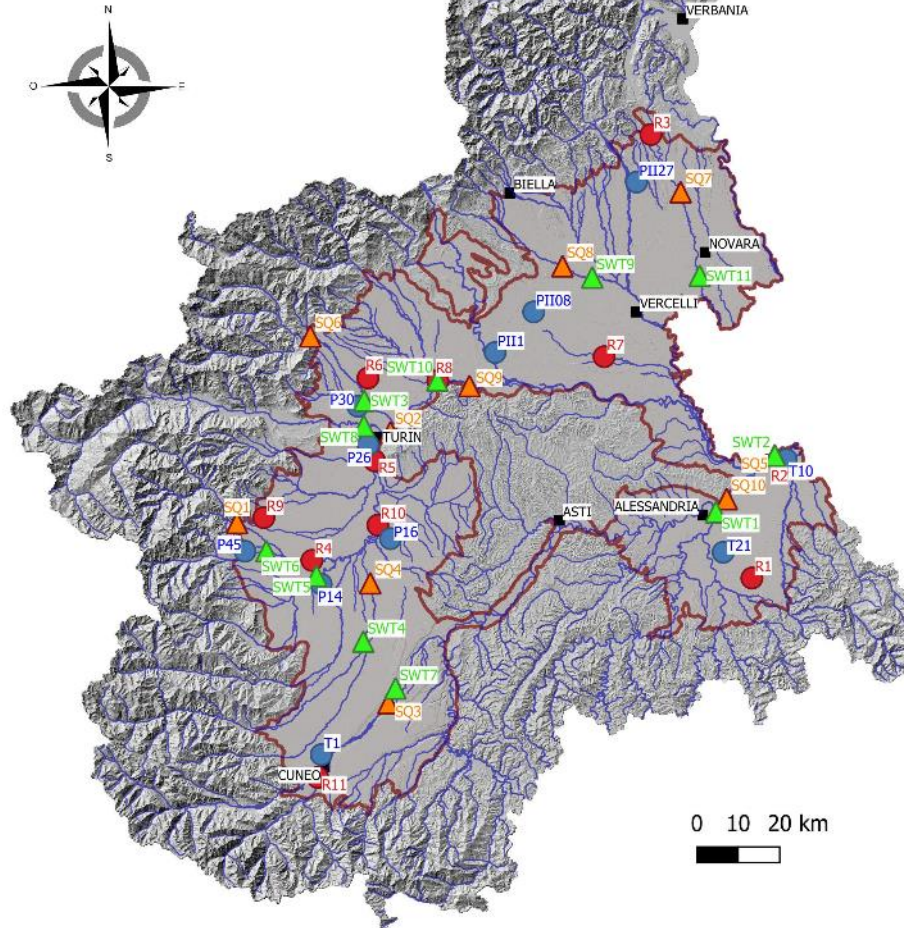 N
VERBANIA
O
E
S
R3
PII27
BIELLA
SQ7
NOVARA
SQ8
SWT9
SWT11
PII08
VERCELLI
SQ6
PII1
R7
R6
SWT10
R8
SQ9
P30
SWT3
SQ2
SWT8
TURIN
P26
R5
SWT2
SQ5
T10
R2
SQ10
R9
SQ1
R10
ALESSANDRIA
ASTI
SWT1
P16
P45
R4
T21
SWT6
SWT5
P14
SQ4
R1
SWT4
SWT7
SQ3
T1
CUNEO
R11
0 10 20 km